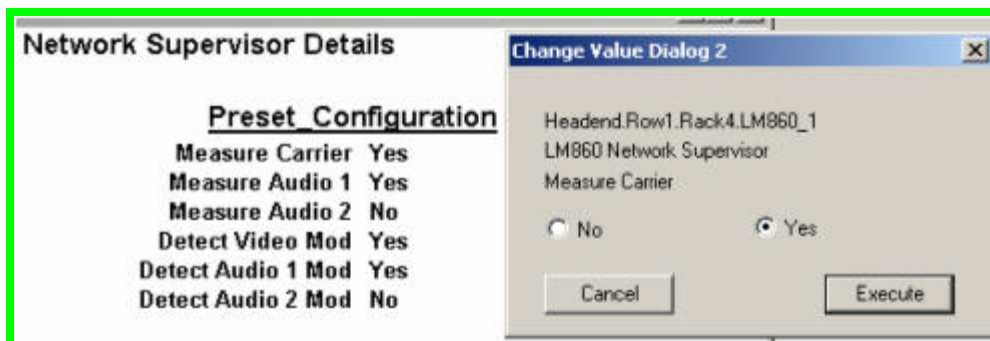 Network Supervisor Details
Preset_Configuration
Measure Carrier Yes
Measure Audio 1 Yes
Measure Audio 2 No
Detect Video Mod Yes
Detect Audio 1 Mod Yes
Detect Audio 2 Mod No
Change Value Dialog 2
Headend.Row1.Rack4.LM860_1
LM860 Network Supervisor
Measure Carrier
No Yes
Cancel Execute